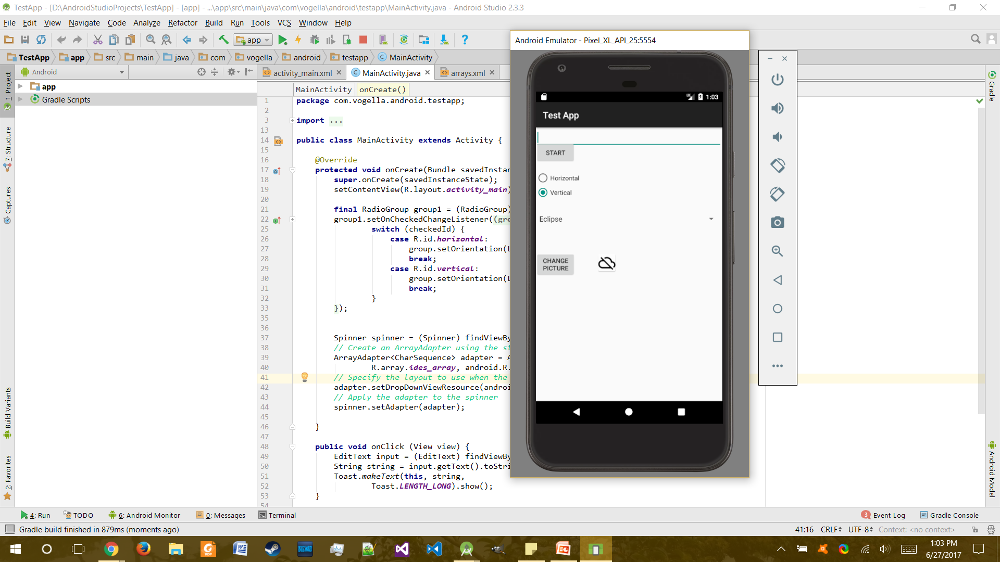 TestApp - [D:\AndroidStudioProjects\TestApp] - [app] - ...\app\src\main\java\com\vogella\android\testapp\MainActivity.java - Android Studio 2.3.3
File Edit View Navigate Code Analyze Refactor Build Run Tools VCS Window Help
app
TestApp app src main java com vogella android testapp MainActivity
Android
activity_main.xml MainActivity.java arrays.xml
1: Project
7: Structure
Captures
Build Variants
2: Favorites
app
Gradle Scripts
MainActivity onCreate()
1 package com.vogella.android.testapp;
2
3 import ...
13
14 public class MainActivity extends Activity {
15
16 @Override
17 protected void onCreate(Bundle savedInstan
18 super.onCreate(savedInstanceState);
19 setContentView(R.layout.activity_main)
20
21 final RadioGroup group1 = (RadioGroup)
22 group1.setOnCheckedChangeListener((gro
25 switch (checkedId) {
26 case R.id.horizontal:
27 group.setOrientation(L
28 break;
29 case R.id.vertical:
30 group.setOrientation(L
31 break;
32 }
33 });
35
36
37 Spinner spinner = (Spinner) findViewBy
38 // Create an ArrayAdapter using the st
39 ArrayAdapter<CharSequence> adapter = A
40 R.array.ides_array, android.R.
41 // Specify the layout to use when the
42 adapter.setDropDownViewResource(androi
43 // Apply the adapter to the spinner
44 spinner.setAdapter(adapter);
45
46 }
47
48 public void onClick (View view) {
49 EditText input = (EditText) findViewBy
50 String string = input.getText().toStri
51 Toast.makeText(this, string,
52 Toast.LENGTH_LONG).show();
53 }
54
Android Emulator - Pixel_XL_API_25:5554
LTE 1:03
Test App
START
Horizontal
Vertical
Eclipse
CHANGE
PICTURE
Gradle
Android Model
4: Run TODO 6: Android Monitor 0: Messages Terminal 3 Event Log Gradle Console
Gradle build finished in 879ms (moments ago) 41:16 CRLF UTF-8 Context: <no context>
PDF
BLIZZARD
1:03 PM
6/27/2017